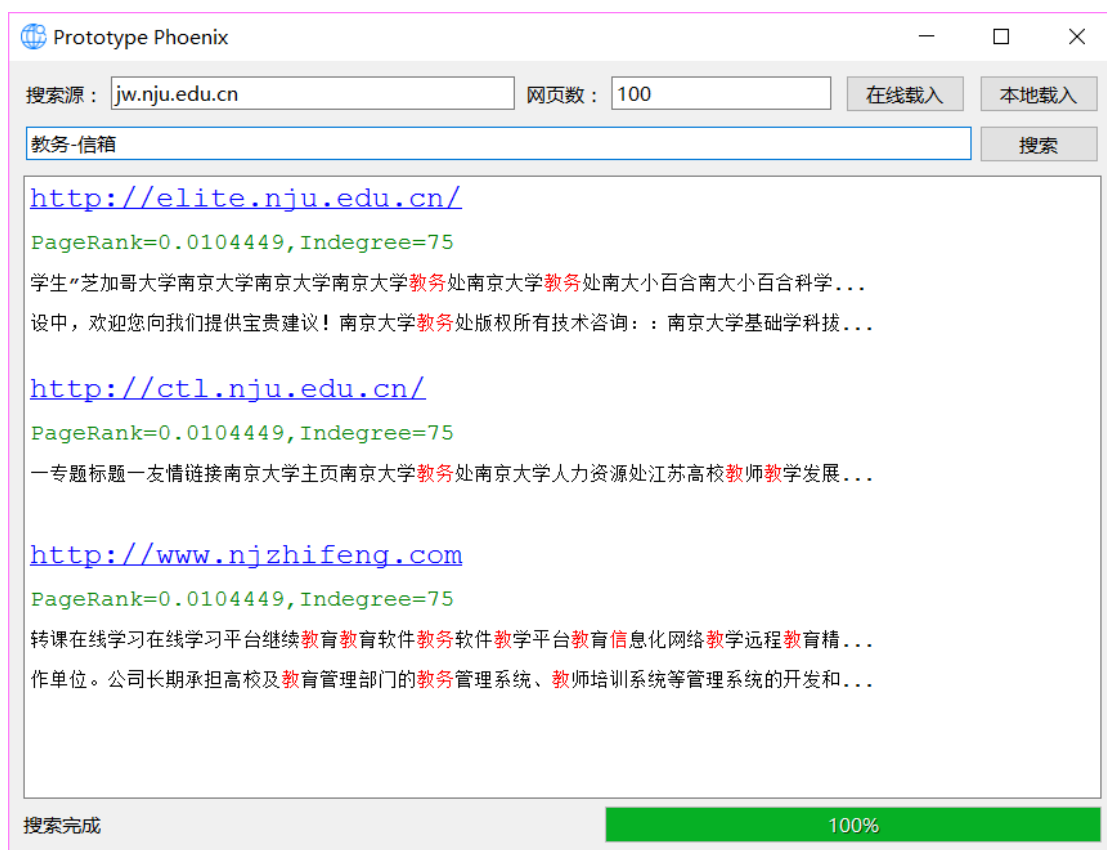 Prototype Phoenix
搜索源： jw.nju.edu.cn 网页数： 100 在线载入 本地载入
教务-信箱 搜索
http://elite.nju.edu.cn/
PageRank=0.0104449,Indegree=75
学生"芝加哥大学南京大学南京大学南京大学教务处南京大学教务处南大小百合南大小百合科学...
设中，欢迎您向我们提供宝贵建议！南京大学教务处版权所有技术咨询：：南京大学基础学科拔...
http://ctl.nju.edu.cn/
PageRank=0.0104449,Indegree=75
一专题标题一友情链接南京大学主页南京大学教务处南京大学人力资源处江苏高校教师教学发展...
http://www.njzhifeng.com
PageRank=0.0104449,Indegree=75
转课在线学习在线学习平台继续教育教育软件教务软件教学平台教育信息化网络教学远程教育精...
作单位。公司长期承担高校及教育管理部门的教务管理系统、教师培训系统等管理系统的开发和...
搜索完成 100%